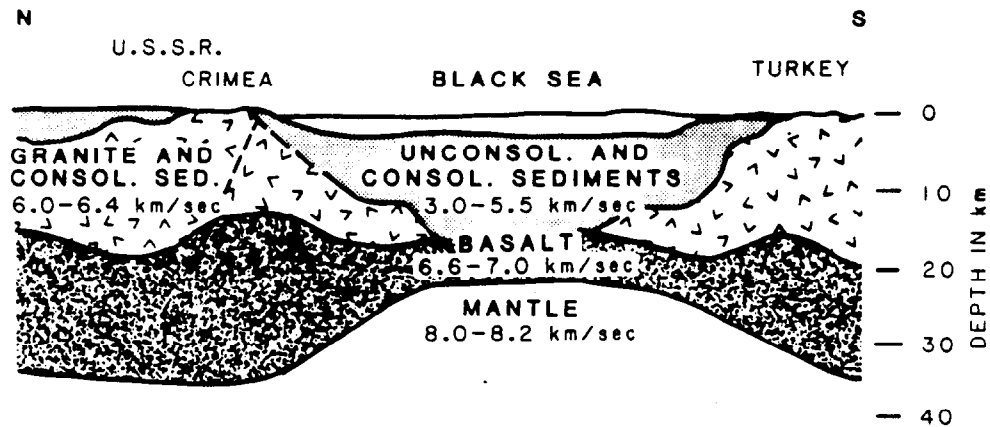 N
S
U.S.S.R.
CRIMEA
BLACK SEA
TURKEY
GRANITE AND
CONSOL. SED.
6.0-6.4 km/sec
UNCONSOL. AND
CONSOL. SEDIMENTS
3.0-5.5 km/sec
BASALT
6.6-7.0 km/sec
MANTLE
8.0-8.2 km/sec
0
10
20
30
40
DEPTH IN km